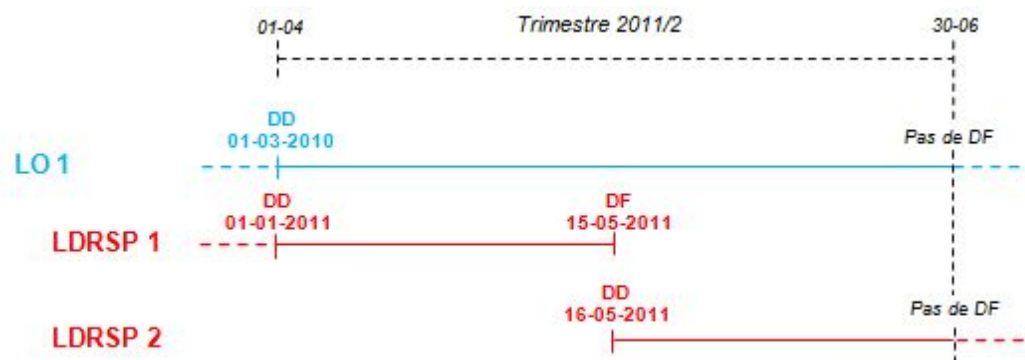 01-04 Trimestre 2011/2 30-06
DD
01-03-2010 Pas de DF
LO 1
DD DF
01-01-2011 15-05-2011
LDRSP 1
DD
16-05-2011 Pas de DF
LDRSP 2